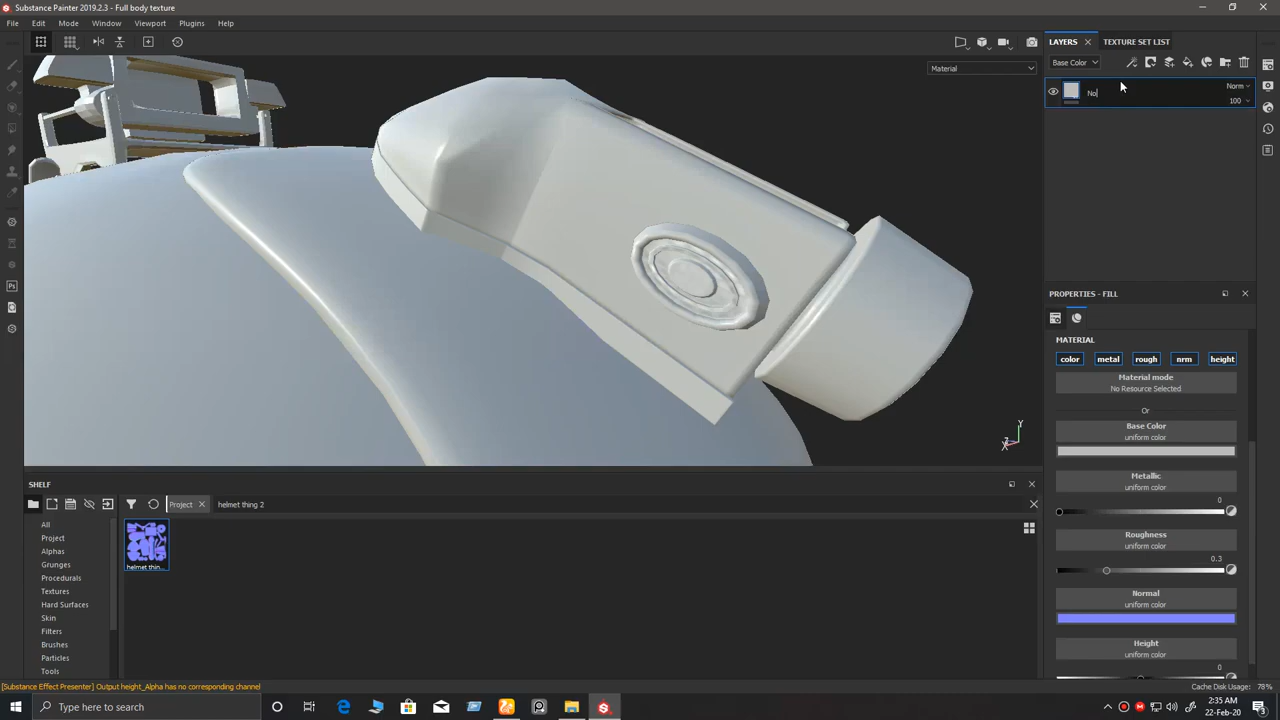 Substance Painter 2019.2.3 - Full body texture
File Edit Mode Window Viewport Plugins Help
LAYERS
TEXTURE SET LIST
Material
Base Color
No
Norm
100
PROPERTIES - FILL
MATERIAL
color metal rough nrm height
Material mode
No Resource Selected
Or
Base Color
uniform color
Metallic
uniform color
0
Roughness
uniform color
0.3
Normal
uniform color
Height
uniform color
0
Y
Z
X
SHELF
Project
helmet thing 2
All
Project
Alphas
Grunges
Procedurals
Textures
Hard Surfaces
Skin
Filters
Brushes
Particles
Tools
helmet thin...
[Substance Effect Presenter] Output height_Alpha has no corresponding channel
Cache Disk Usage: 78%
Type here to search
2:35 AM
22-Feb-20